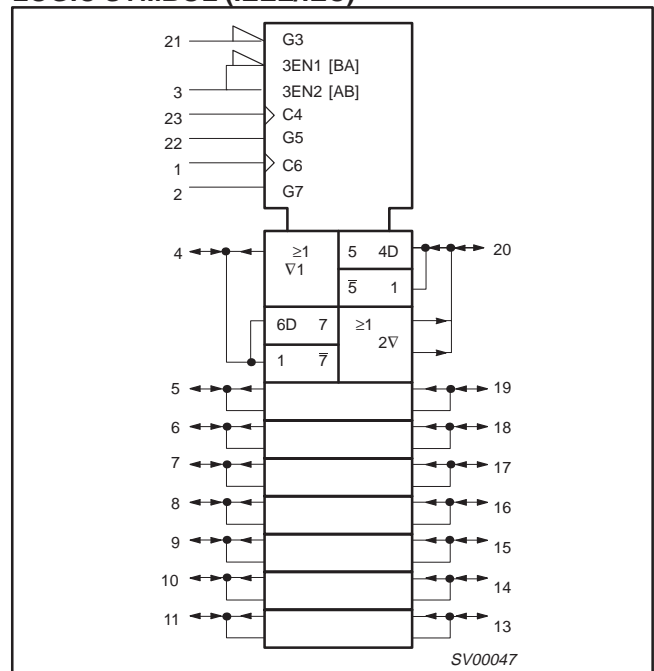 LOGIC SYMBOL (IEEE/IEC)
21 G3
3EN1 [BA]
3 3EN2 [AB]
23 C4
22 G5
1 C6
2 G7
4 ≥1 5 4D 20
∇1
5̅ 1
6D 7 ≥1
2∇
1 7̅
5 19
6 18
7 17
8 16
9 15
10 14
11 13
SV00047